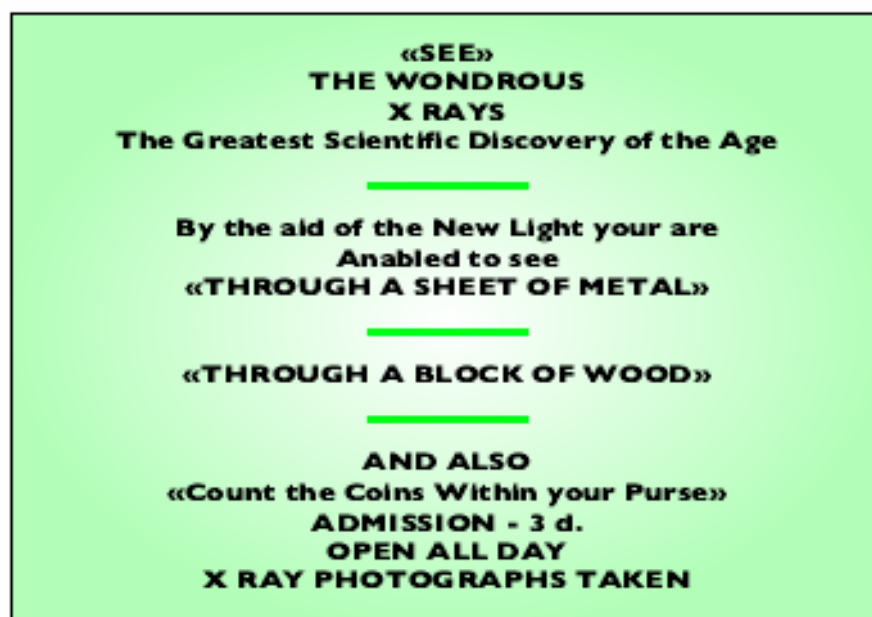 «SEE»
THE WONDROUS
X RAYS
The Greatest Scientific Discovery of the Age
By the aid of the New Light your are
Anabled to see
«THROUGH A SHEET OF METAL»
«THROUGH A BLOCK OF WOOD»
AND ALSO
«Count the Coins Within your Purse»
ADMISSION - 3 d.
OPEN ALL DAY
X RAY PHOTOGRAPHS TAKEN